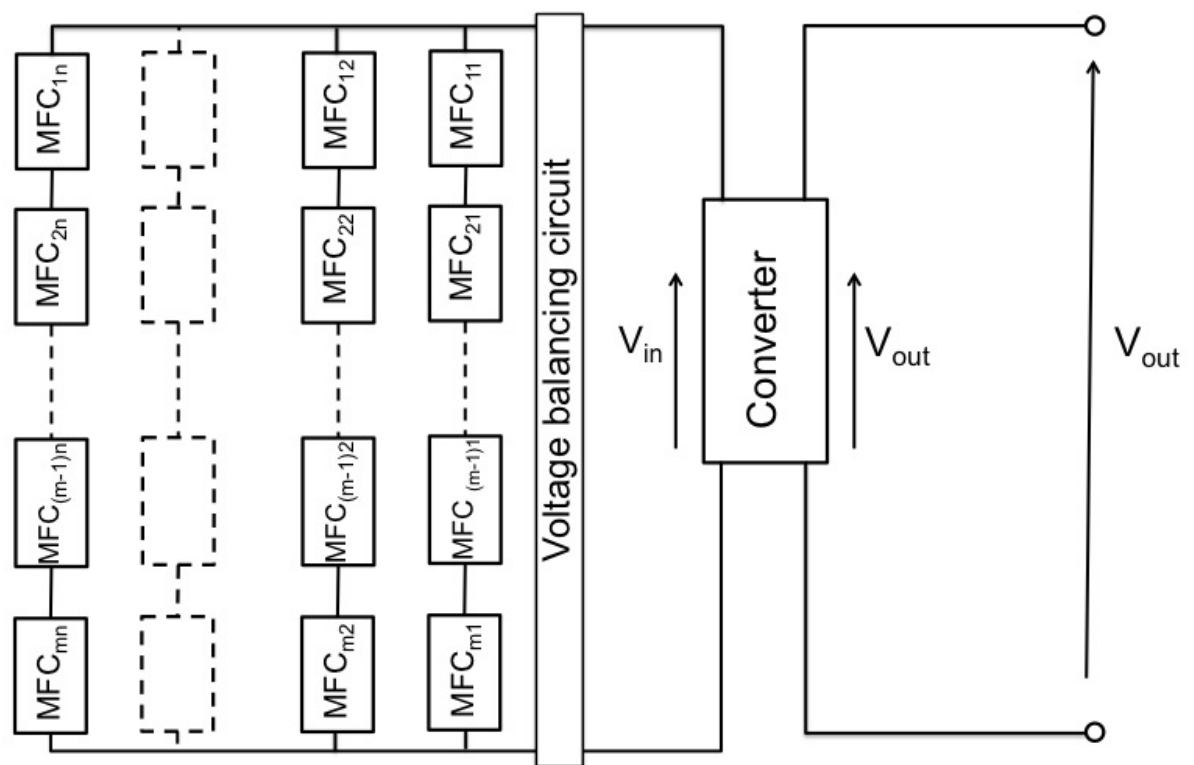 MFC1n
MFC12
MFC11
MFC2n
MFC22
MFC21
MFC(m-1)n
MFC(m-1)2
MFC (m-1)1
MFCmn
MFCm2
MFCm1
Voltage balancing circuit
Vin
Converter
Vout
Vout